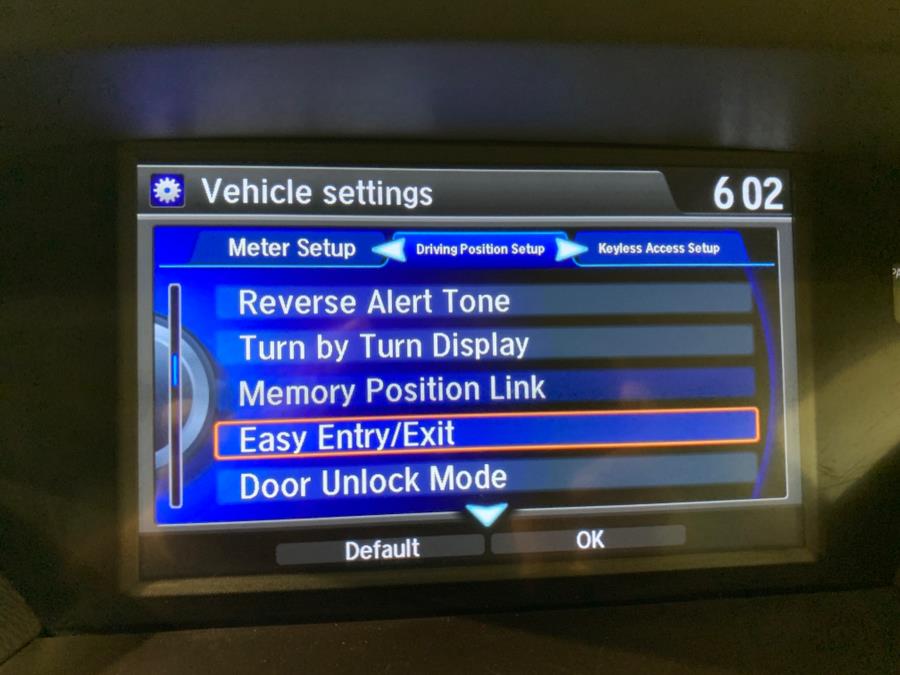 Vehicle settings
6 02
Meter Setup
Driving Position Setup
Keyless Access Setup
Reverse Alert Tone
Turn by Turn Display
Memory Position Link
Easy Entry/Exit
Door Unlock Mode
Default
OK